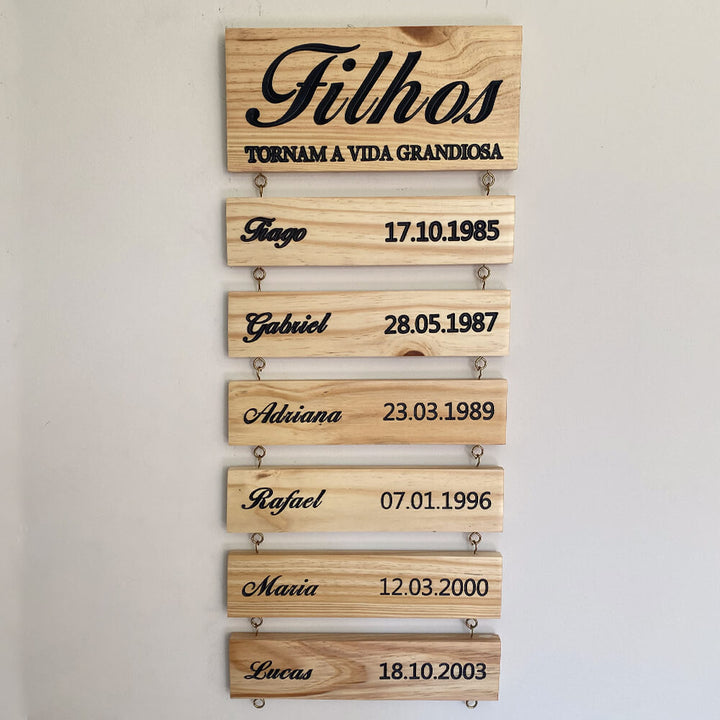 Filhos
TORNAM A VIDA GRANDIOSA
Tiago 17.10.1985
Gabriel 28.05.1987
Adriana 23.03.1989
Rafael 07.01.1996
Maria 12.03.2000
Lucas 18.10.2003